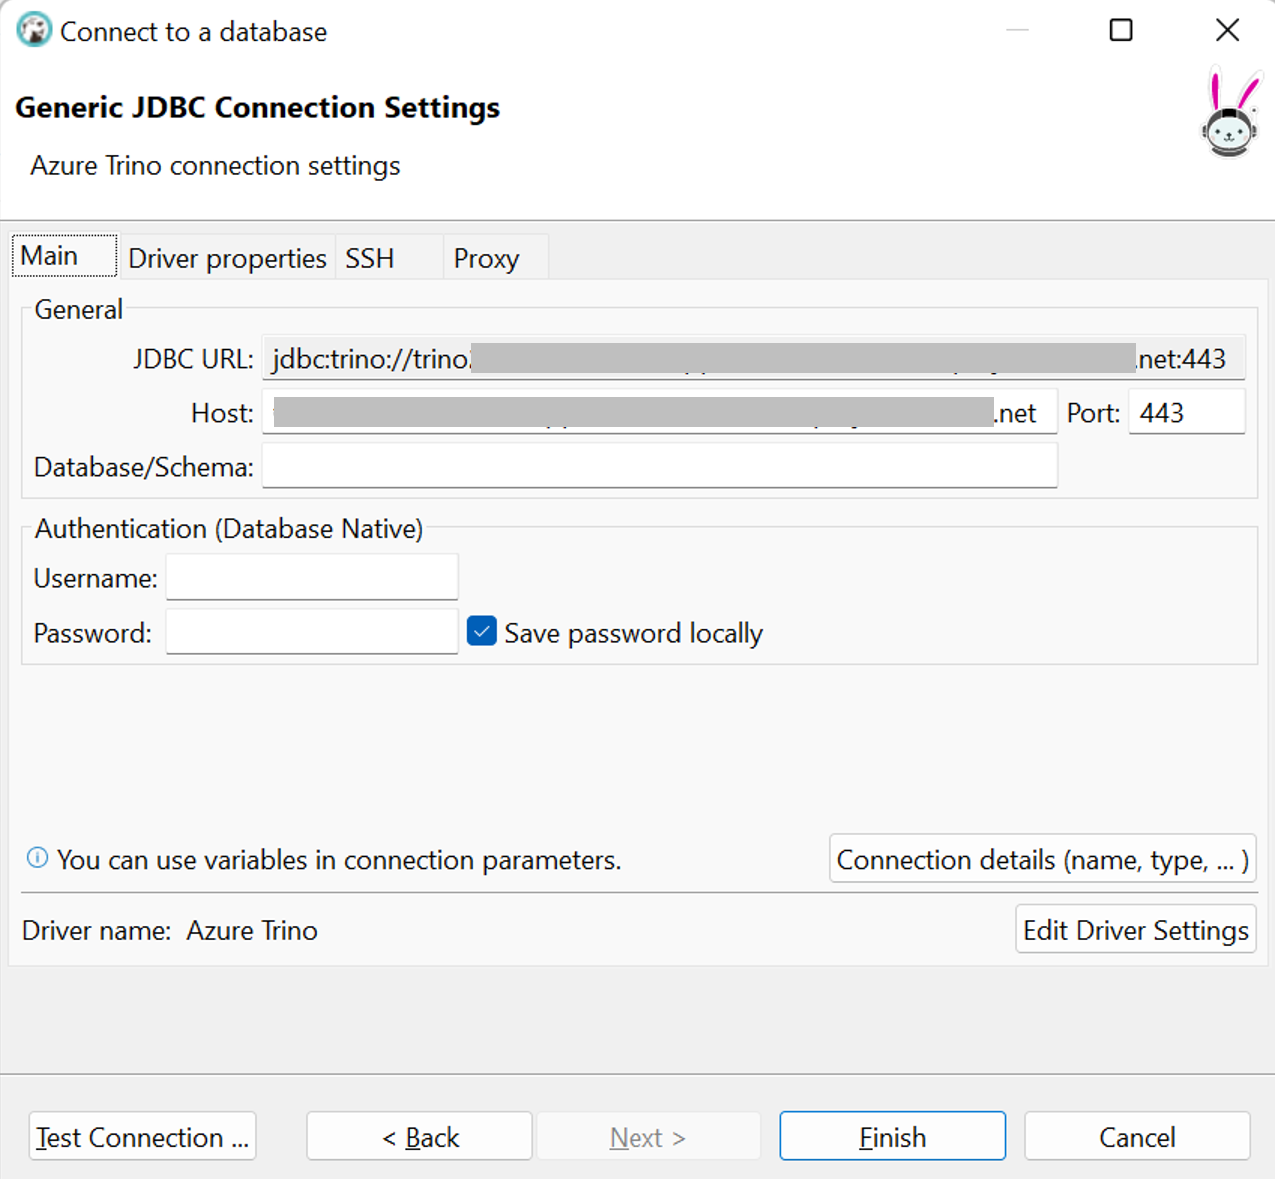 Connect to a database
Generic JDBC Connection Settings
Azure Trino connection settings
Main Driver properties SSH Proxy
General
JDBC URL: jdbc:trino://trino .net:443
Host: .net Port: 443
Database/Schema:
Authentication (Database Native)
Username:
Password: Save password locally
You can use variables in connection parameters. Connection details (name, type, ... )
Driver name: Azure Trino Edit Driver Settings
Test Connection ... < Back Next > Finish Cancel